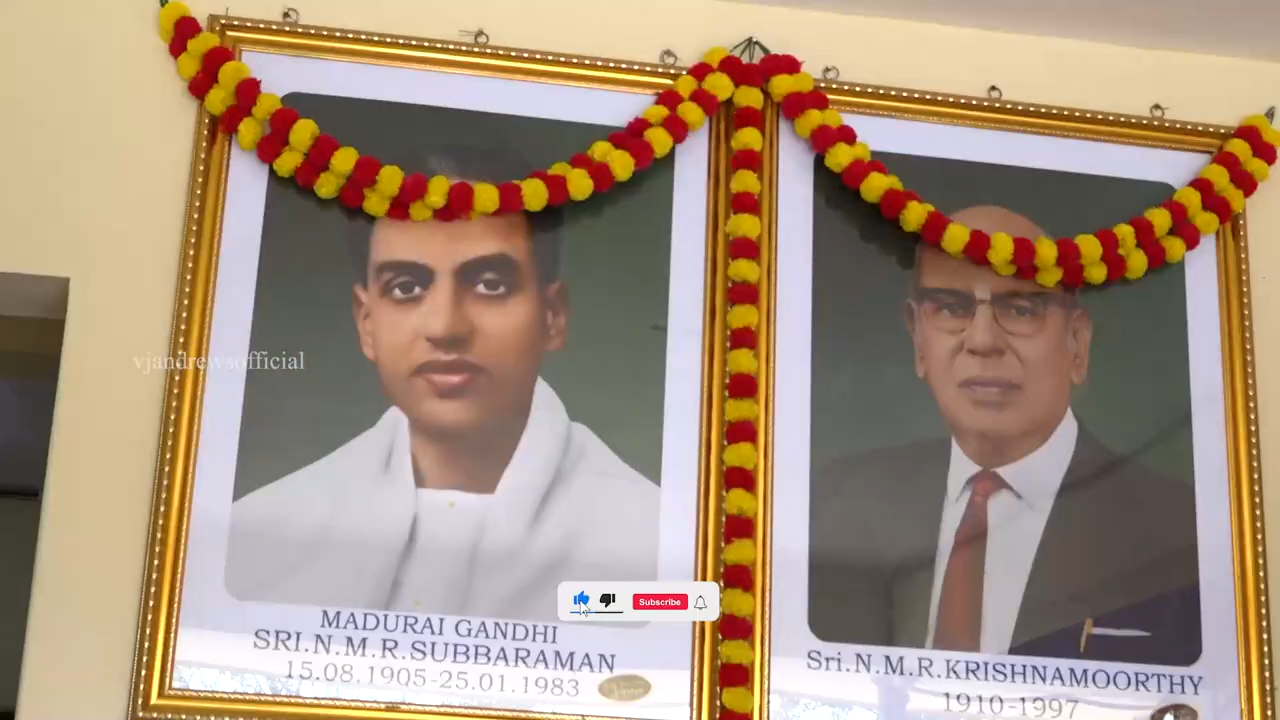 vjandrewsofficial
MADURAI GANDHI
SRI.N.M.R.SUBBARAMAN
15.08.1905-25.01.1983
Subscribe
Sri.N.M.R.KRISHNAMOORTHY
1910-1997